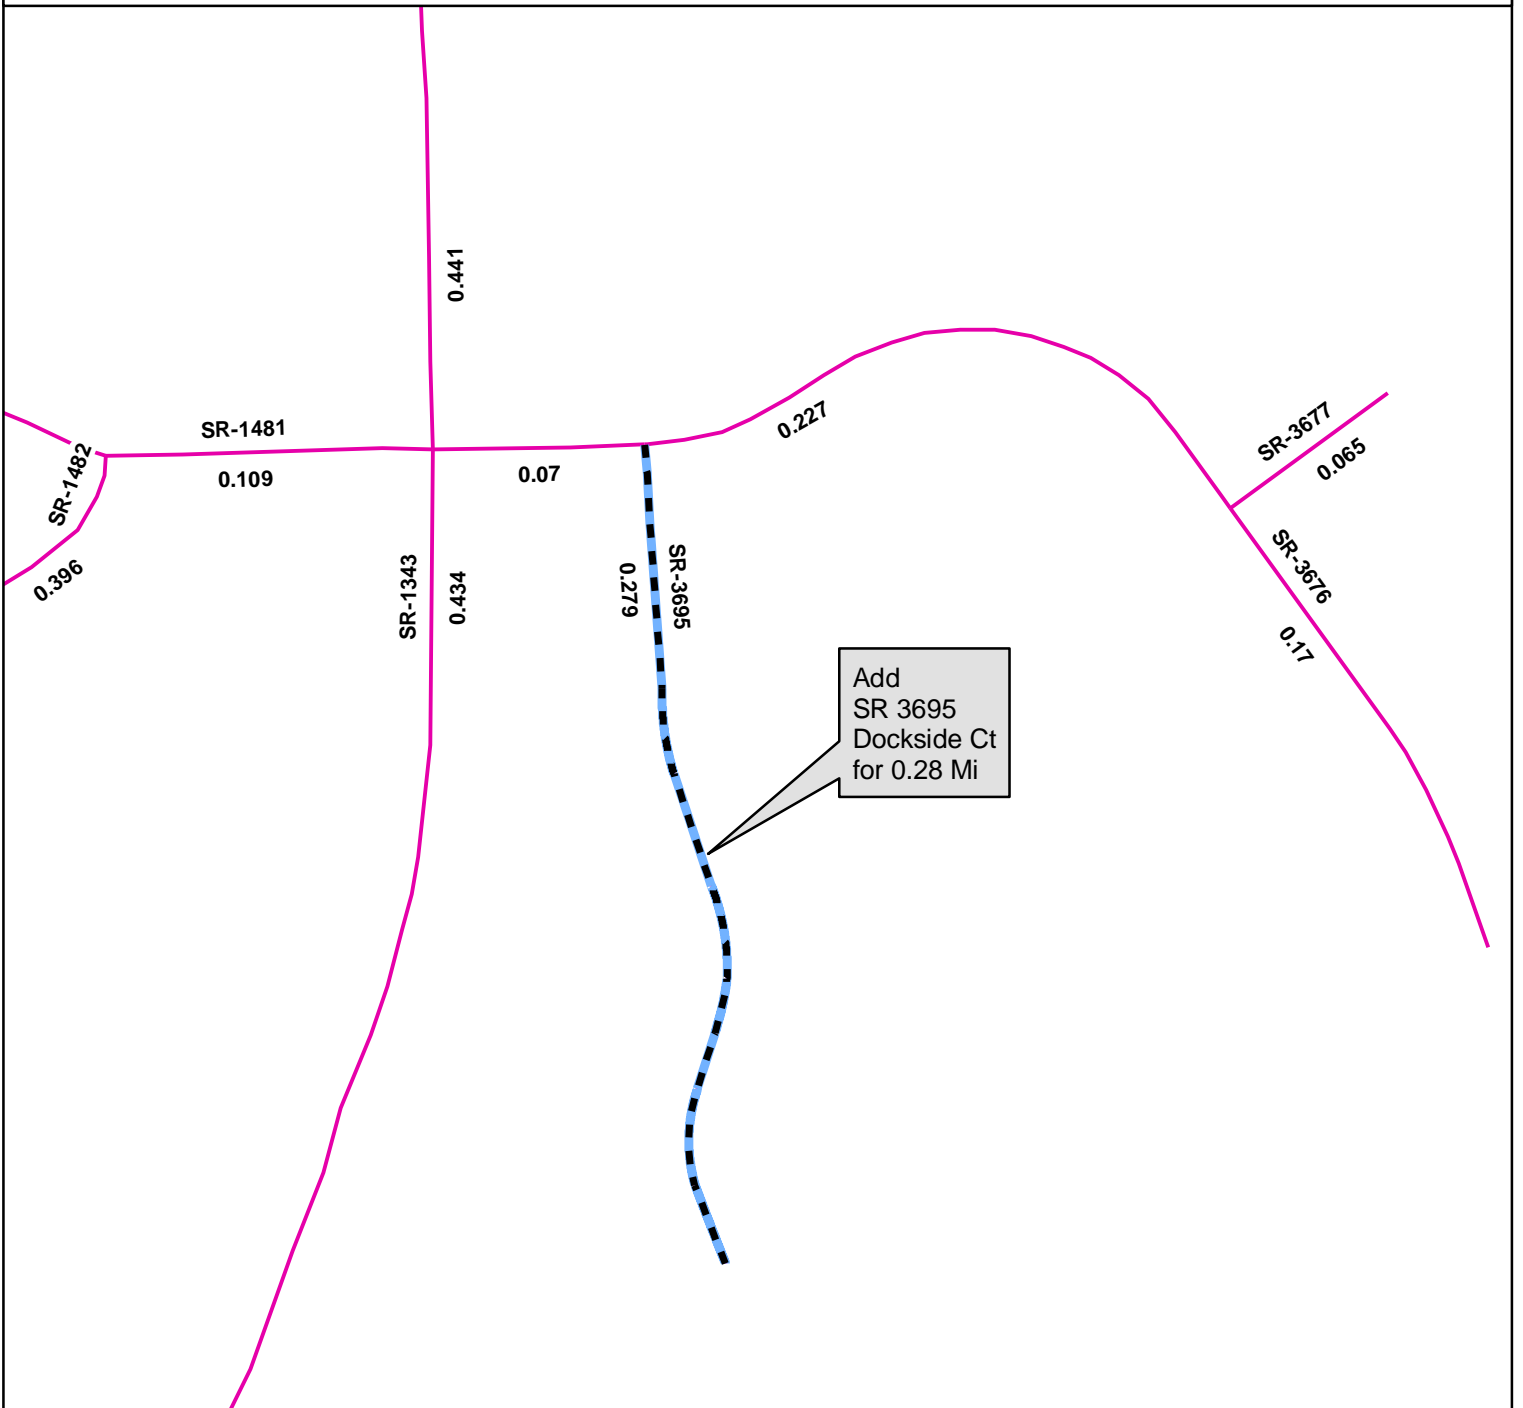 0.441
SR-1481
0.109
0.07
0.227
SR-3677
0.065
SR-1482
0.396
SR-1343
0.434
0.279
SR-3695
SR-3676
0.17
Add
SR 3695
Dockside Ct
for 0.28 Mi